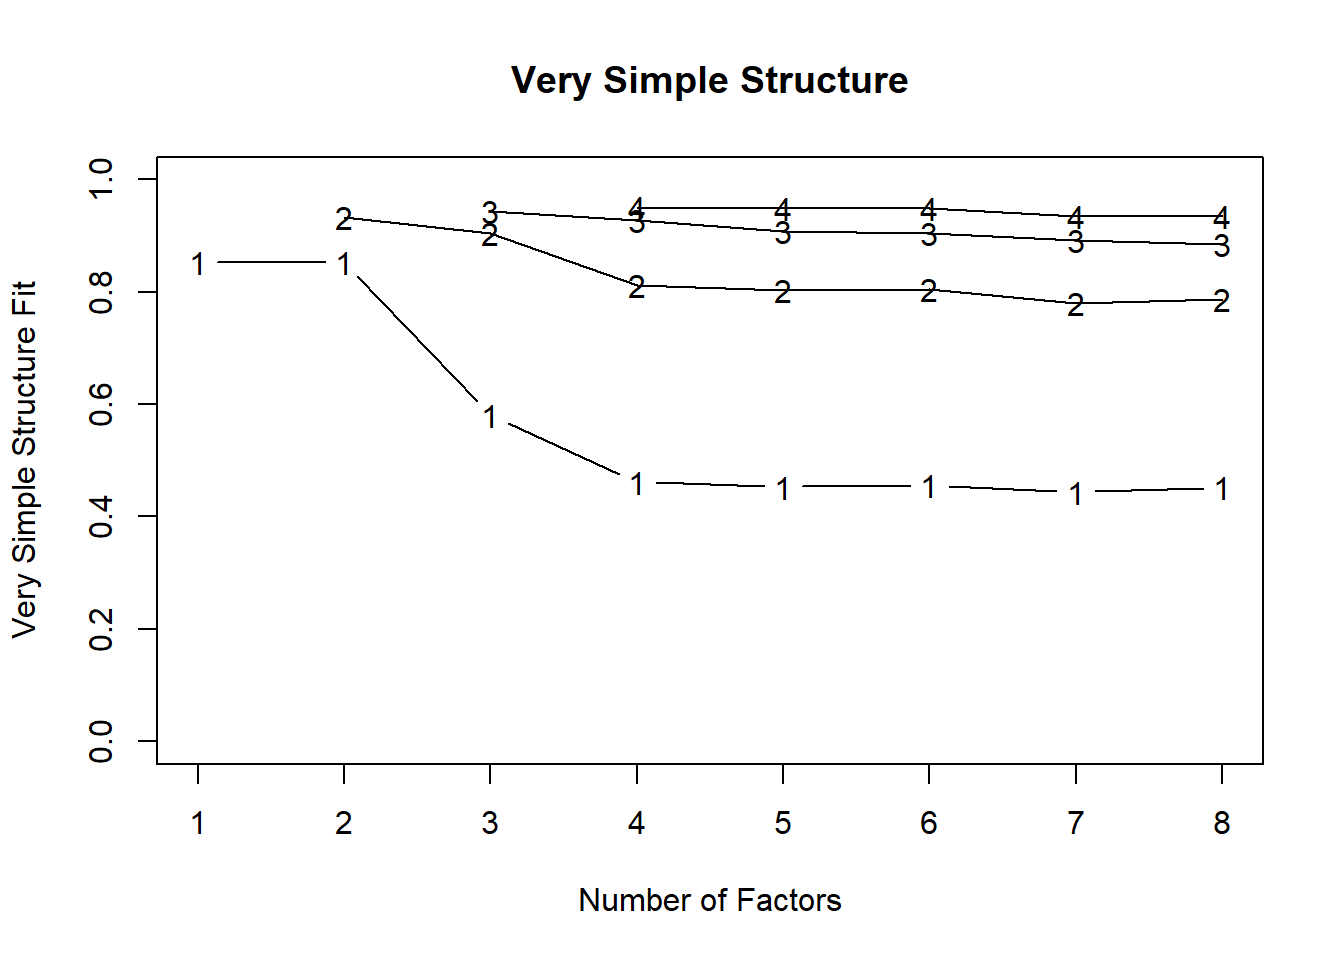 Very Simple Structure
Very Simple Structure Fit
1.0
0.8
0.6
0.4
0.2
0.0
4 4 4 4 4
3 3 3 3 3 3
2 2 2 2 2 2 2
1 1 1 1 1 1 1 1
1 2 3 4 5 6 7 8
Number of Factors